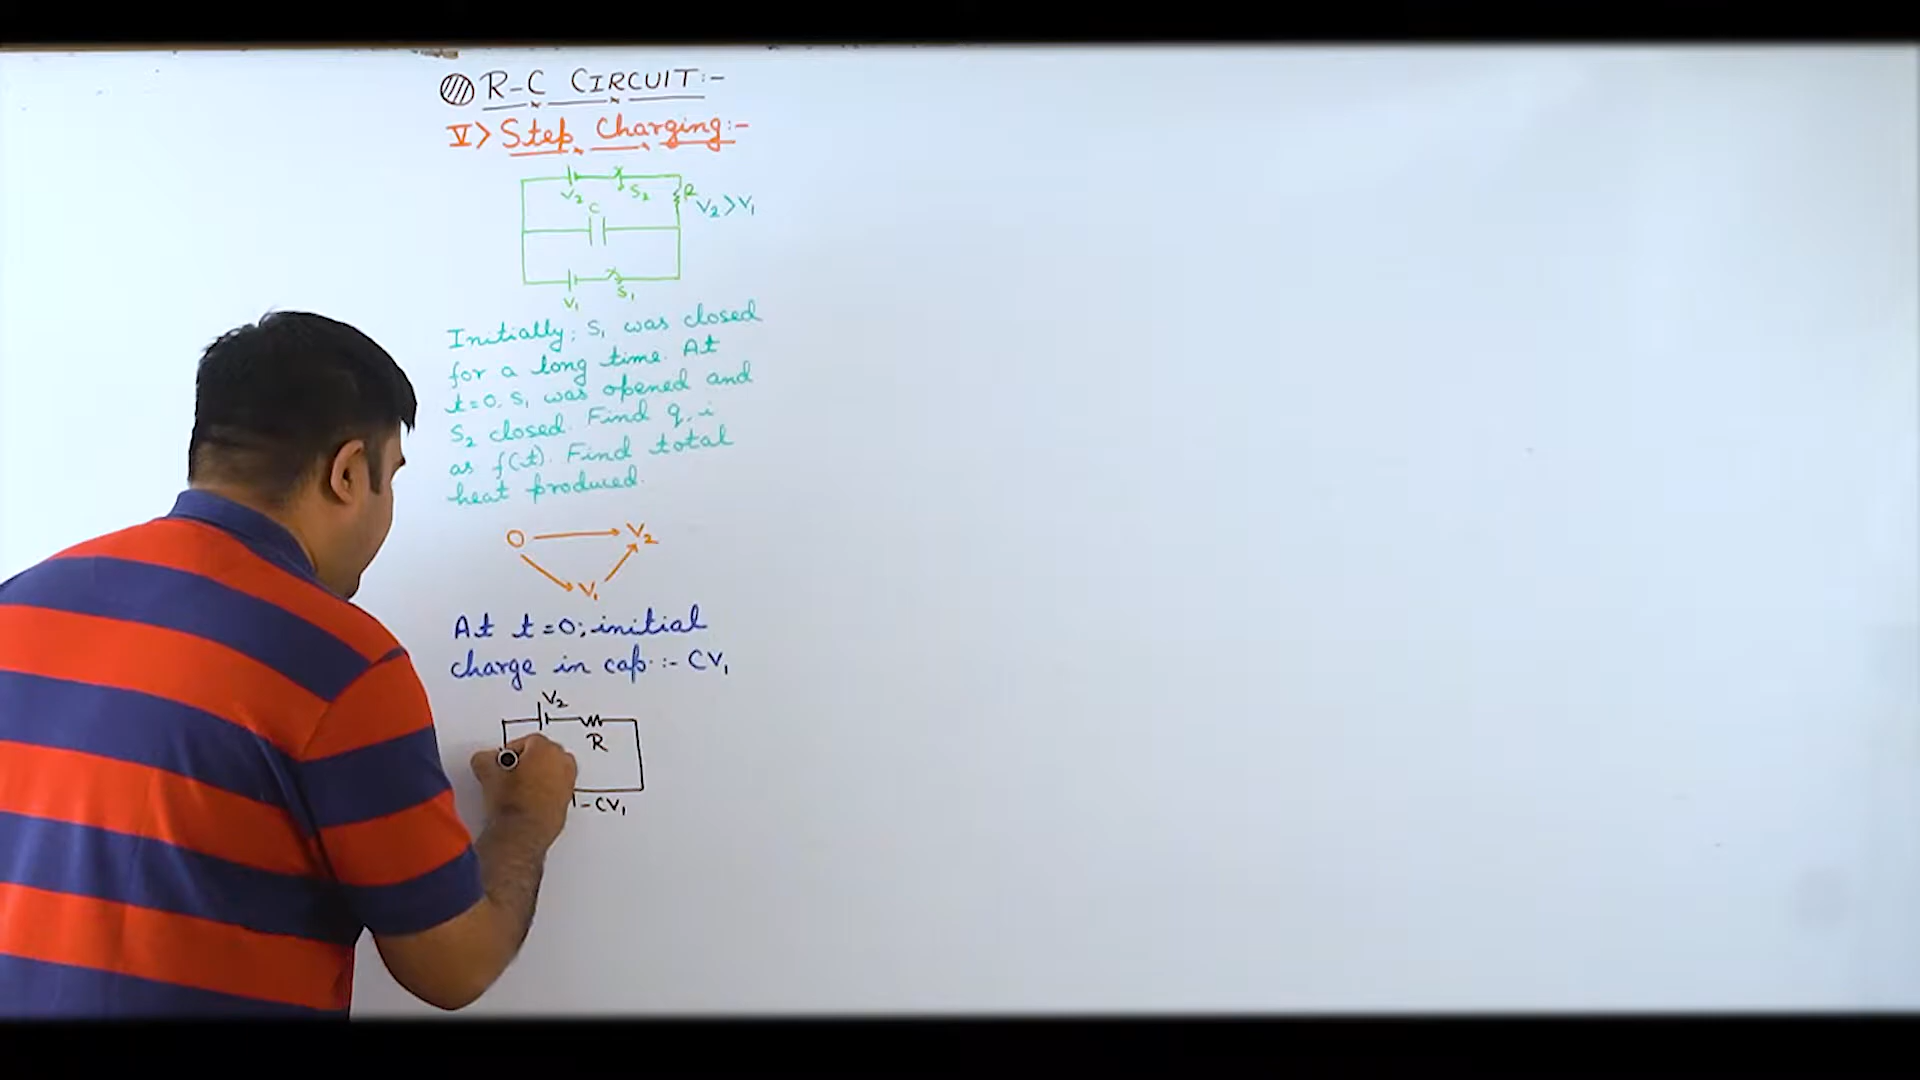 R-C CIRCUIT:-
V> Step Charging:-
V₂ S₂ R
C V₂ > V₁
V₁ S₁
Initially; S₁ was closed
for a long time. At
t=0, S₁ was opened and
S₂ closed. Find q, i
as f(t). Find total
heat produced.
0 → V₂
V₁
At t=0; initial
charge in cap. :- CV₁
V₂
R
-CV₁